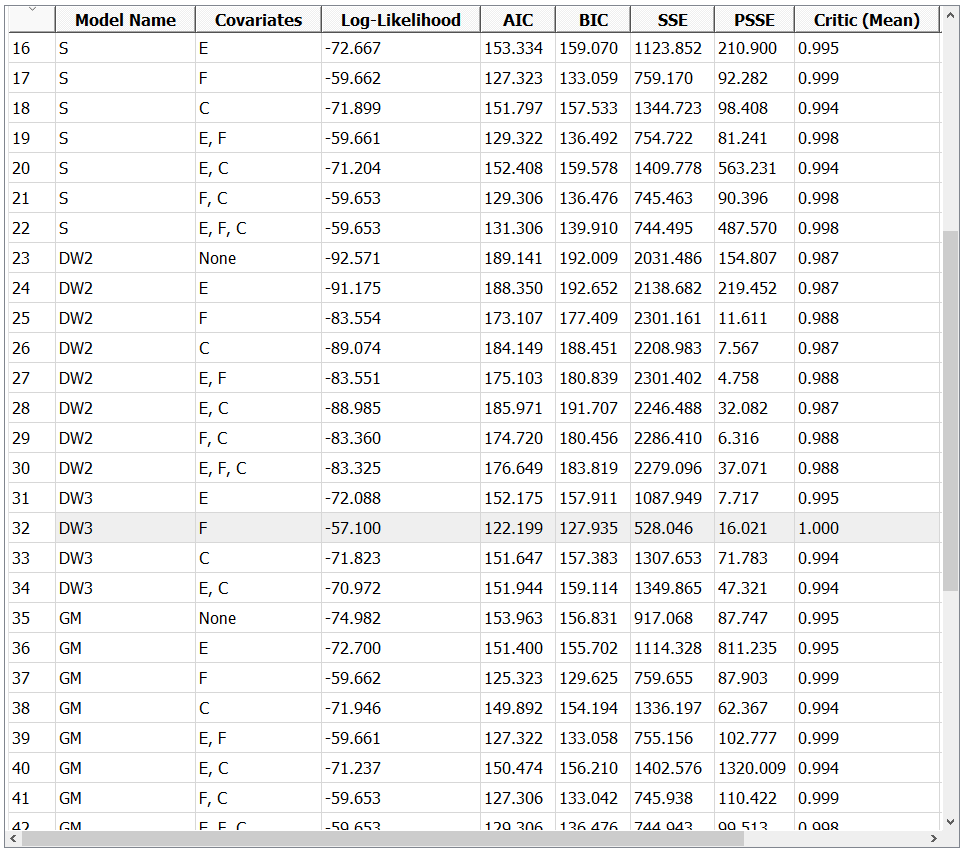 Model Name Covariates Log-Likelihood AIC BIC SSE PSSE Critic (Mean)
16 S E -72.667 153.334 159.070 1123.852 210.900 0.995
17 S F -59.662 127.323 133.059 759.170 92.282 0.999
18 S C -71.899 151.797 157.533 1344.723 98.408 0.994
19 S E, F -59.661 129.322 136.492 754.722 81.241 0.998
20 S E, C -71.204 152.408 159.578 1409.778 563.231 0.994
21 S F, C -59.653 129.306 136.476 745.463 90.396 0.998
22 S E, F, C -59.653 131.306 139.910 744.495 487.570 0.998
23 DW2 None -92.571 189.141 192.009 2031.486 154.807 0.987
24 DW2 E -91.175 188.350 192.652 2138.682 219.452 0.987
25 DW2 F -83.554 173.107 177.409 2301.161 11.611 0.988
26 DW2 C -89.074 184.149 188.451 2208.983 7.567 0.987
27 DW2 E, F -83.551 175.103 180.839 2301.402 4.758 0.988
28 DW2 E, C -88.985 185.971 191.707 2246.488 32.082 0.987
29 DW2 F, C -83.360 174.720 180.456 2286.410 6.316 0.988
30 DW2 E, F, C -83.325 176.649 183.819 2279.096 37.071 0.988
31 DW3 E -72.088 152.175 157.911 1087.949 7.717 0.995
32 DW3 F -57.100 122.199 127.935 528.046 16.021 1.000
33 DW3 C -71.823 151.647 157.383 1307.653 71.783 0.994
34 DW3 E, C -70.972 151.944 159.114 1349.865 47.321 0.994
35 GM None -74.982 153.963 156.831 917.068 87.747 0.995
36 GM E -72.700 151.400 155.702 1114.328 811.235 0.995
37 GM F -59.662 125.323 129.625 759.655 87.903 0.999
38 GM C -71.946 149.892 154.194 1336.197 62.367 0.994
39 GM E, F -59.661 127.322 133.058 755.156 102.777 0.999
40 GM E, C -71.237 150.474 156.210 1402.576 1320.009 0.994
41 GM F, C -59.653 127.306 133.042 745.938 110.422 0.999
42 GM E, F, C -59.653 129.306 136.476 744.943 99.513 0.998